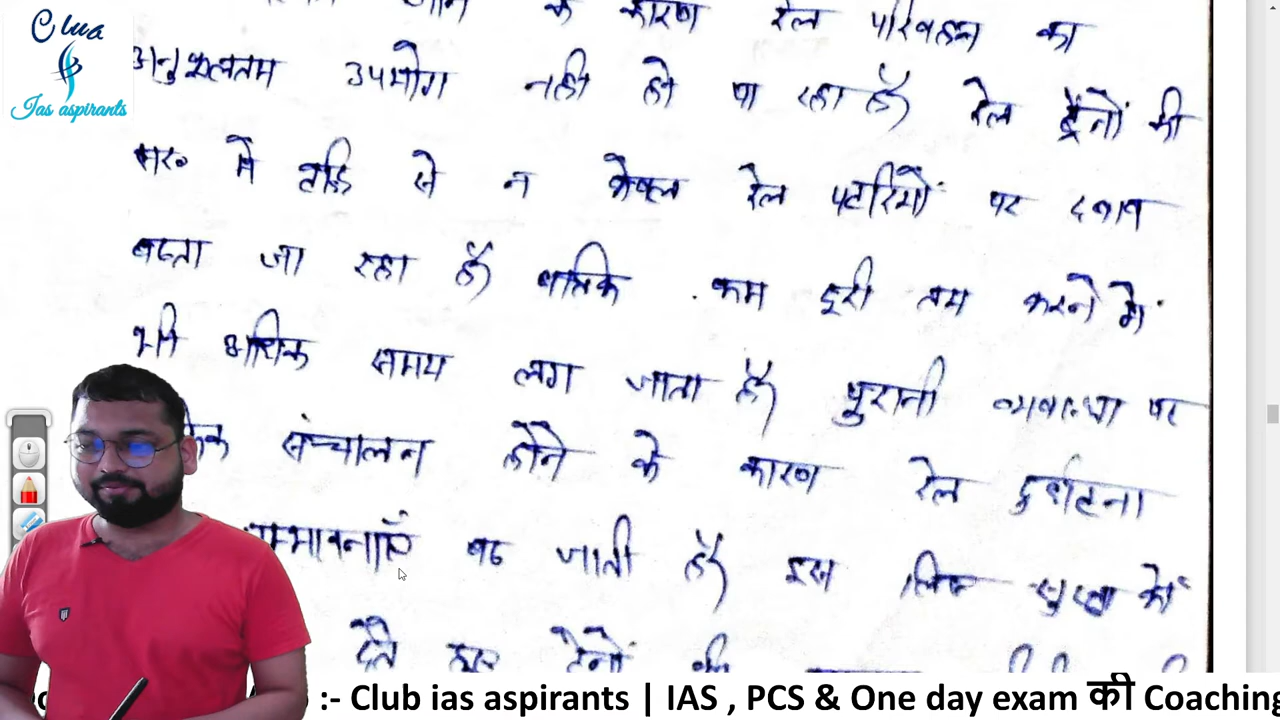 Clua
Ias aspirants
के कारण रेल परिवहन का
अनुकूलतम उपयोग नही हो पा रहा है। रेल ट्रेनों की
में वृद्धि से न केवल रेल पटरियों पर दबाव
बढता जा रहा है। बल्कि कम दूरी तय करने में
भी अधिक समय लग जाता है। पुरानी व्यवस्था पर
संचालन होने के कारण रेल दुर्घटना
सम्भावनाएँ बढ जाती है। इस लिए सुरक्षा को
देते हुए ट्रेनों की
:- Club ias aspirants | IAS , PCS & One day exam की Coaching